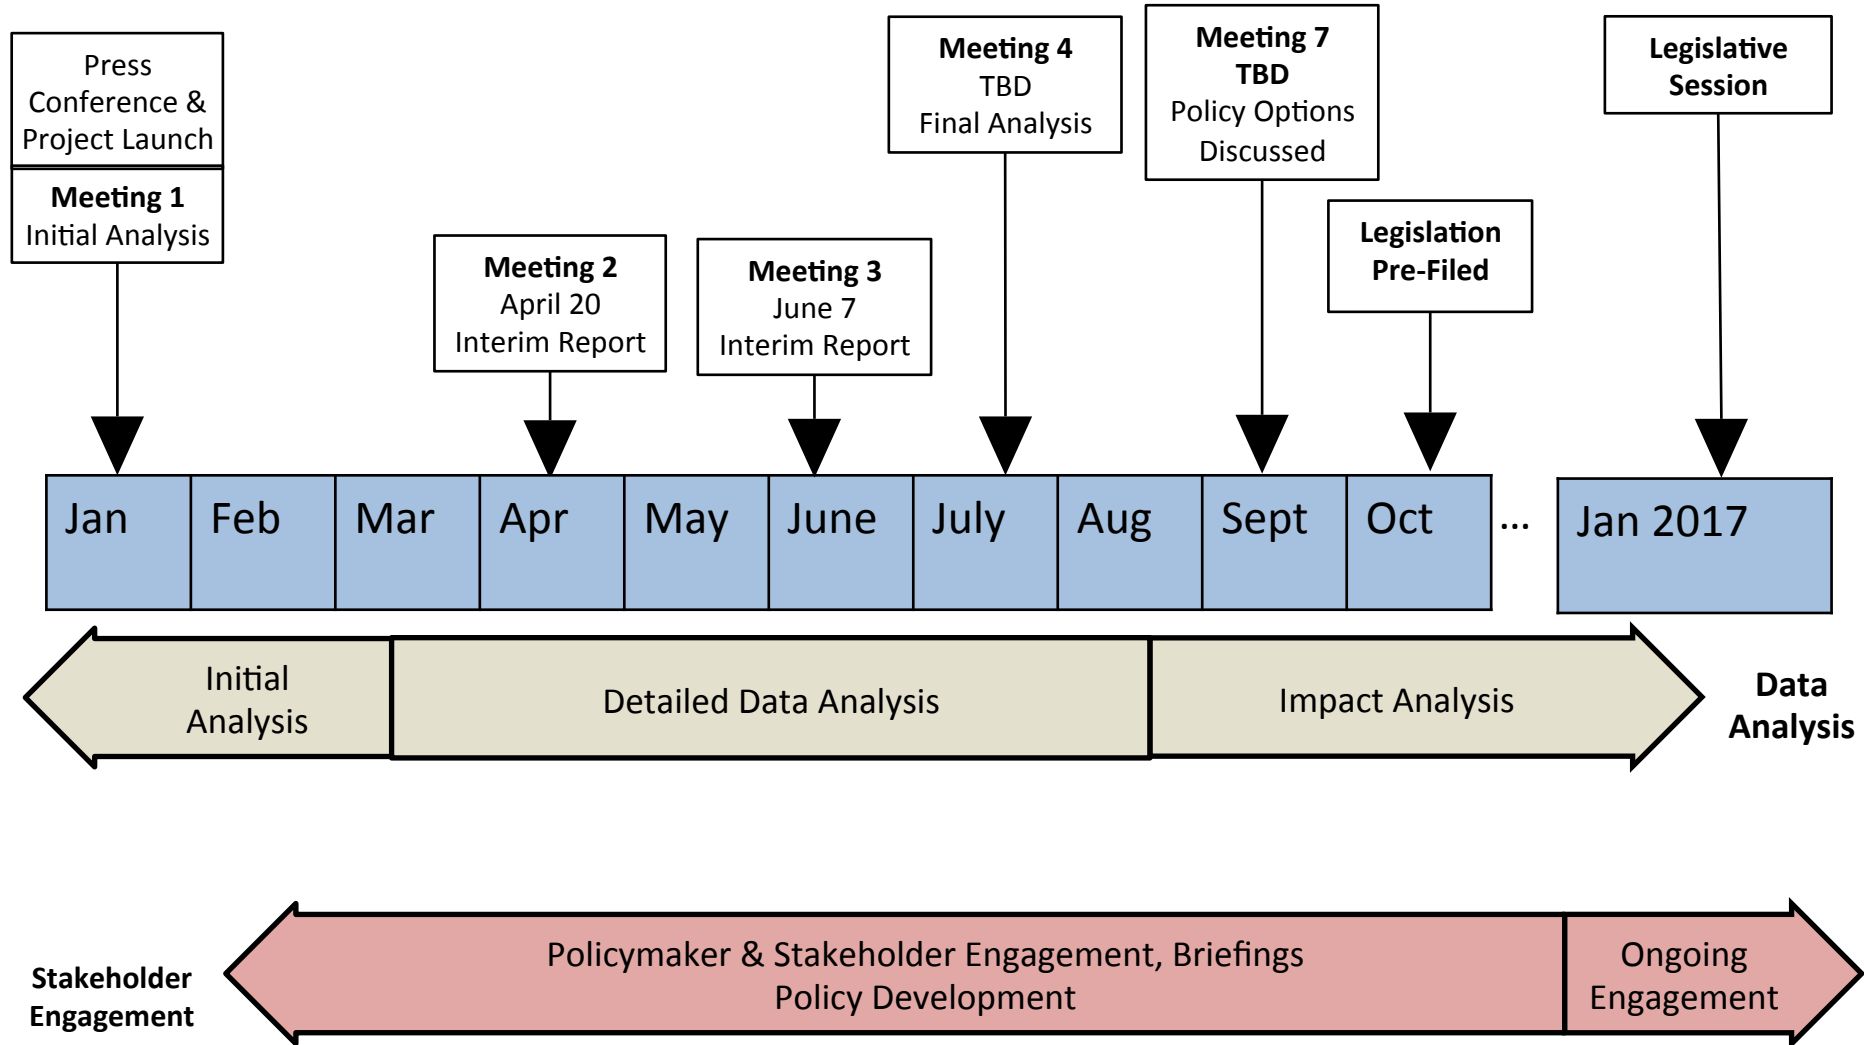 Press
Conference &
Project Launch
Meeting 1
Initial Analysis
Meeting 2
April 20
Interim Report
Meeting 3
June 7
Interim Report
Meeting 4
TBD
Final Analysis
Meeting 7
TBD
Policy Options
Discussed
Legislation
Pre-Filed
Legislative
Session
Jan Feb Mar Apr May June July Aug Sept Oct ... Jan 2017
Initial
Analysis
Detailed Data Analysis
Impact Analysis
Data
Analysis
Stakeholder
Engagement
Policymaker & Stakeholder Engagement, Briefings
Policy Development
Ongoing
Engagement